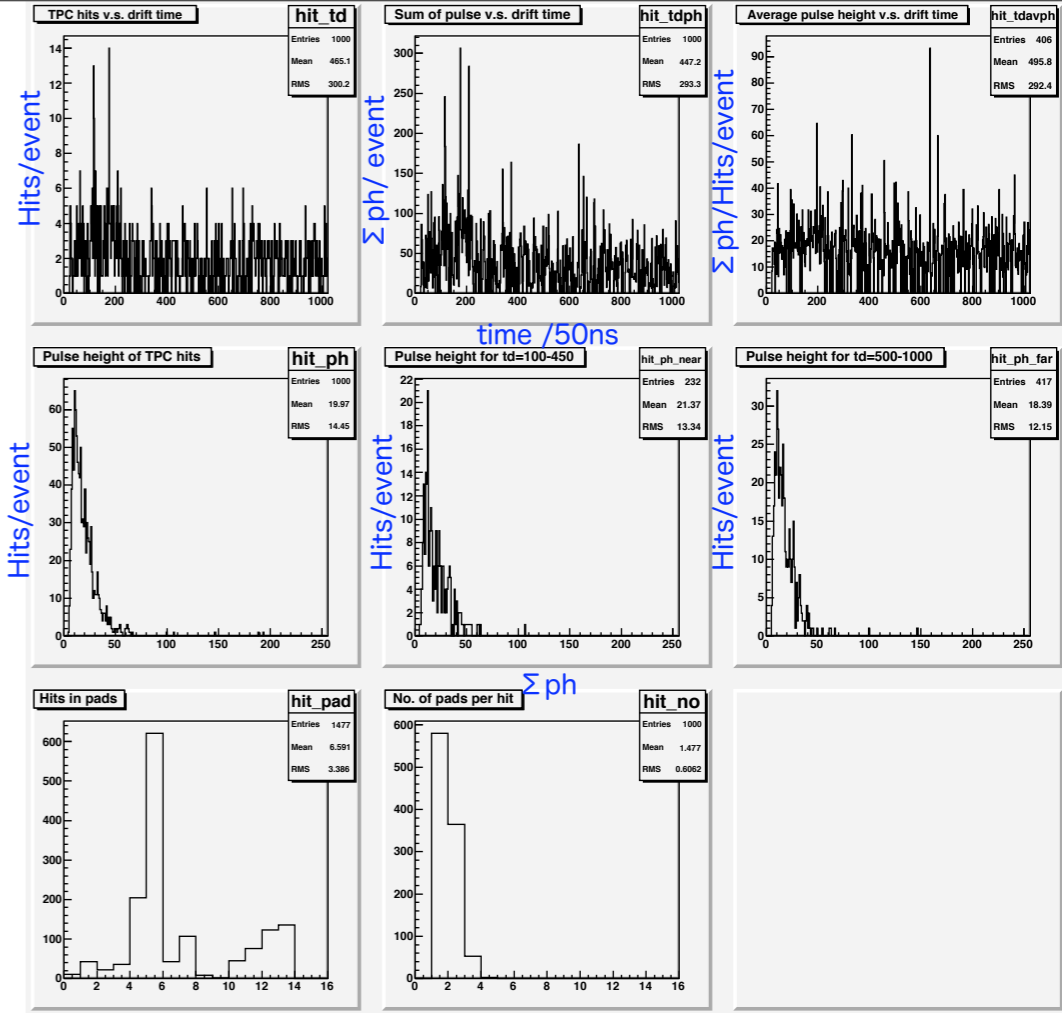 TPC hits v.s. drift time
hit_td
Entries 1000
Mean 465.1
RMS 300.2
Hits/event
14
12
10
8
6
4
2
0
0 200 400 600 800 1000
Sum of pulse v.s. drift time
hit_tdph
Entries 1000
Mean 447.2
RMS 293.3
Σ ph/ event
300
250
200
150
100
50
0
0 200 400 600 800 1000
time /50ns
Average pulse height v.s. drift time
hit_tdavph
Entries 406
Mean 495.8
RMS 292.4
Σ ph/Hits/event
90
80
70
60
50
40
30
20
10
0
0 200 400 600 800 1000
Pulse height of TPC hits
hit_ph
Entries 1000
Mean 19.97
RMS 14.45
Hits/event
60
50
40
30
20
10
0
0 50 100 150 200 250
Pulse height for td=100-450
hit_ph_near
Entries 232
Mean 21.37
RMS 13.34
Hits/event
22
20
18
16
14
12
10
8
6
4
2
0
0 50 100 150 200 250
Σ ph
Pulse height for td=500-1000
hit_ph_far
Entries 417
Mean 18.39
RMS 12.15
Hits/event
30
25
20
15
10
5
0
0 50 100 150 200 250
Hits in pads
hit_pad
Entries 1477
Mean 6.591
RMS 3.386
600
500
400
300
200
100
0
0 2 4 6 8 10 12 14 16
No. of pads per hit
hit_no
Entries 1000
Mean 1.477
RMS 0.6062
600
500
400
300
200
100
0
0 2 4 6 8 10 12 14 16